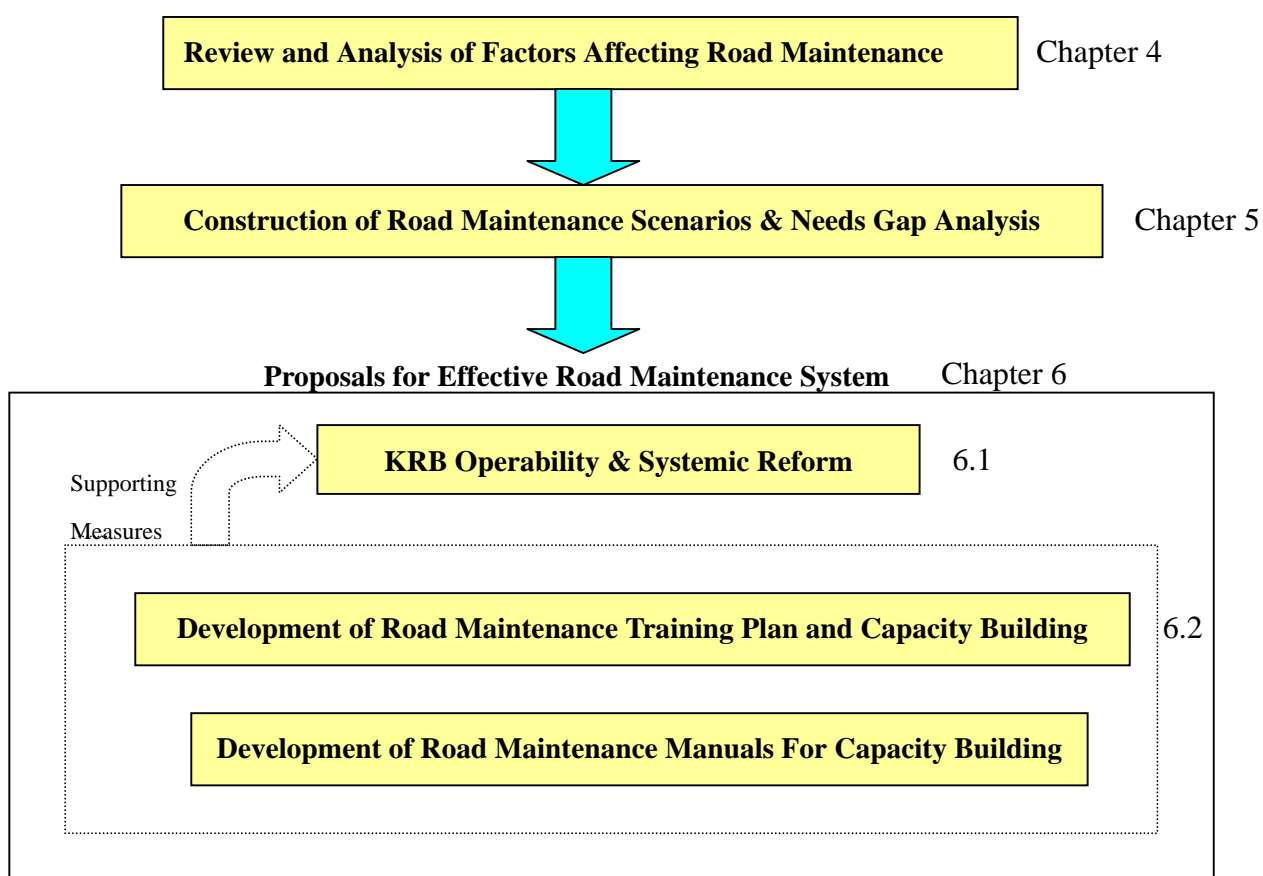 Review and Analysis of Factors Affecting Road Maintenance Chapter 4
Construction of Road Maintenance Scenarios & Needs Gap Analysis Chapter 5
Proposals for Effective Road Maintenance System Chapter 6
KRB Operability & Systemic Reform 6.1
Supporting
Measures
Development of Road Maintenance Training Plan and Capacity Building 6.2
Development of Road Maintenance Manuals For Capacity Building